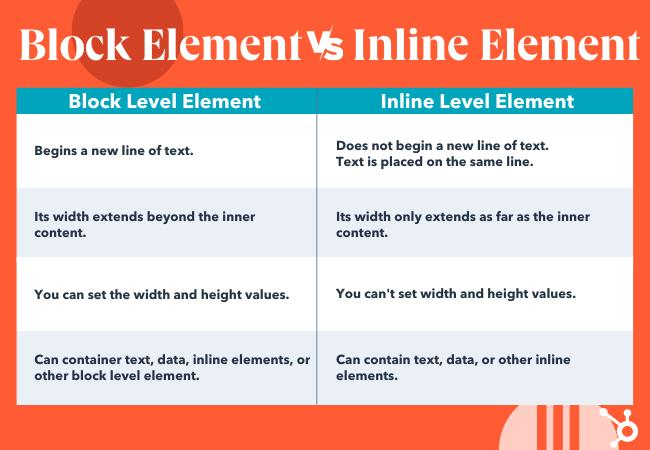 Block Element VS Inline Element
Block Level Element
Inline Level Element
Begins a new line of text.
Does not begin a new line of text.
Text is placed on the same line.
Its width extends beyond the inner
content.
Its width only extends as far as the inner
content.
You can set the width and height values.
You can't set width and height values.
Can container text, data, inline elements, or
other block level element.
Can contain text, data, or other inline
elements.